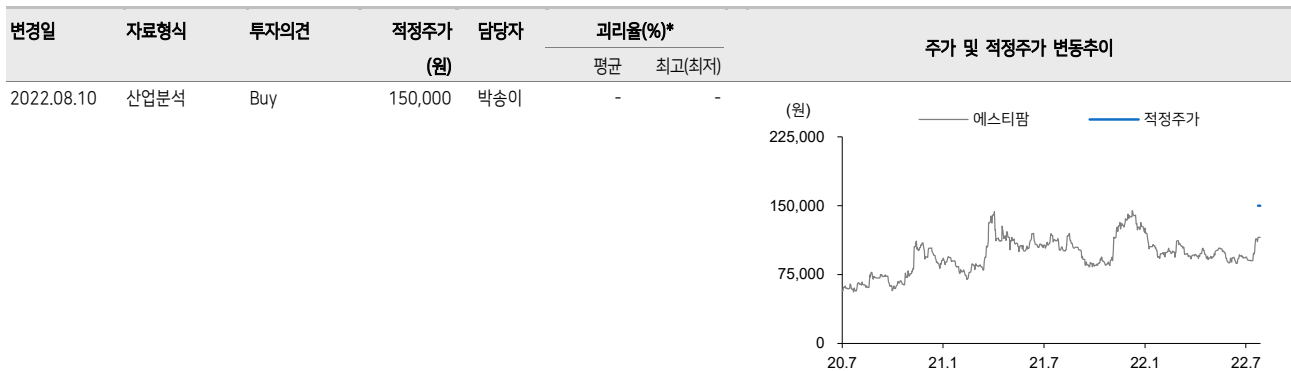 변경일 자료형식 투자의견 적정주가 담당자 괴리율(%)* 주가 및 적정주가 변동추이
(원) 평균 최고(최저)
2022.08.10 산업분석 Buy 150,000 박송이 - -
(원) 에스티팜 적정주가
225,000
150,000
75,000
0
20.7 21.1 21.7 22.1 22.7